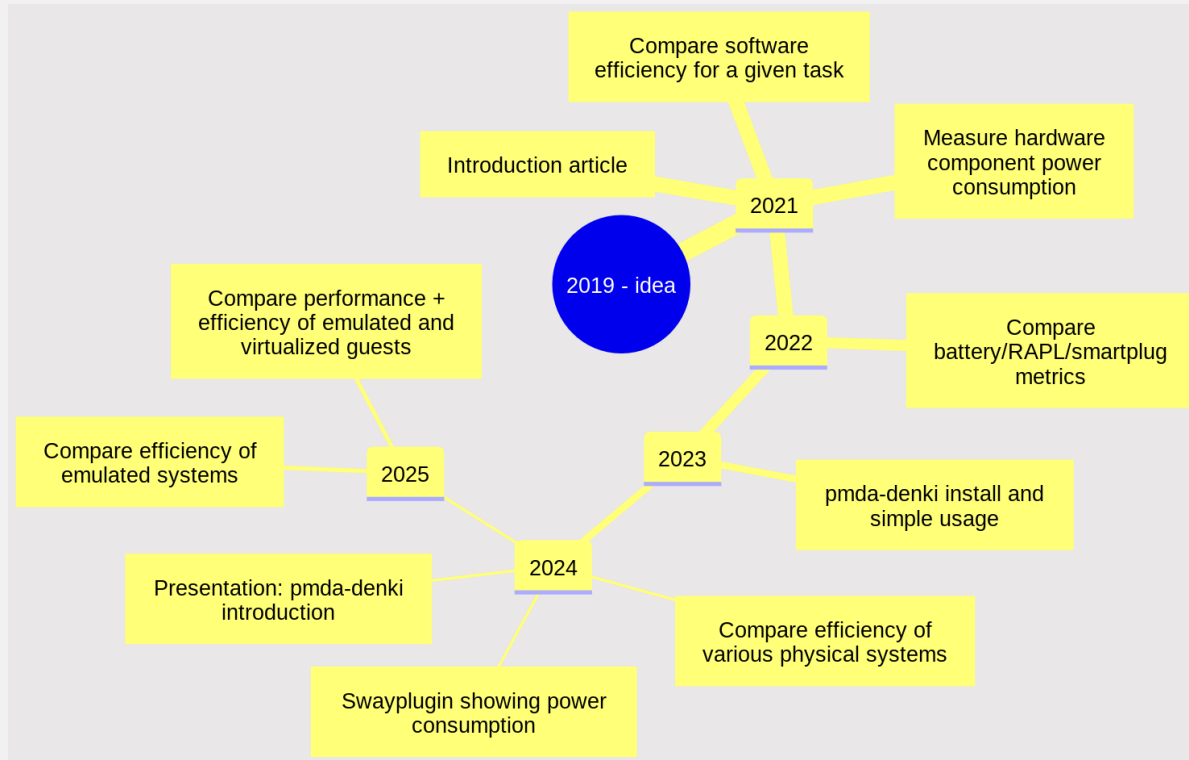 Compare software
efficiency for a given task
Measure hardware
component power
consumption
Introduction article
2021
2019 - idea
Compare performance +
efficiency of emulated and
virtualized guests
2022
Compare
battery/RAPL/smartplug
metrics
Compare efficiency of
emulated systems
2025
2023
pmda-denki install and
simple usage
2024
Presentation: pmda-denki
introduction
Compare efficiency of
various physical systems
Swayplugin showing power
consumption